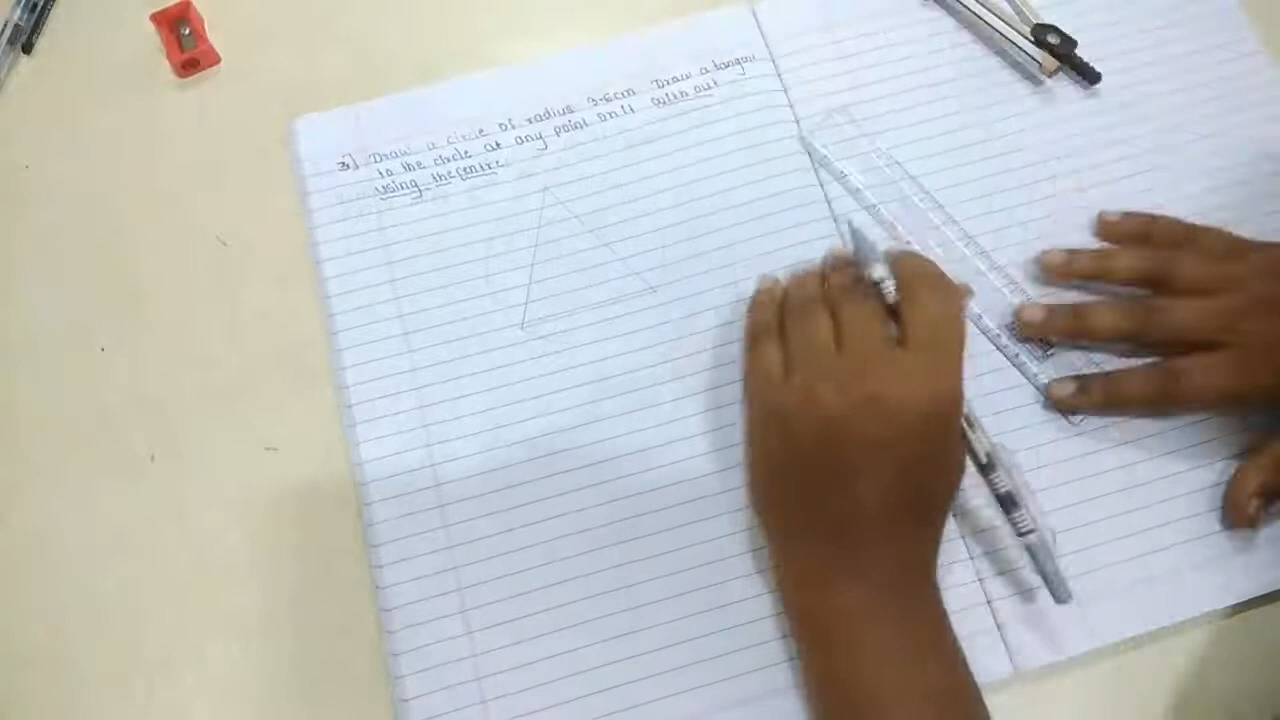 3) Draw a circle of radius 3.6cm Draw a tangen
to the circle at any point on it without
using the centre